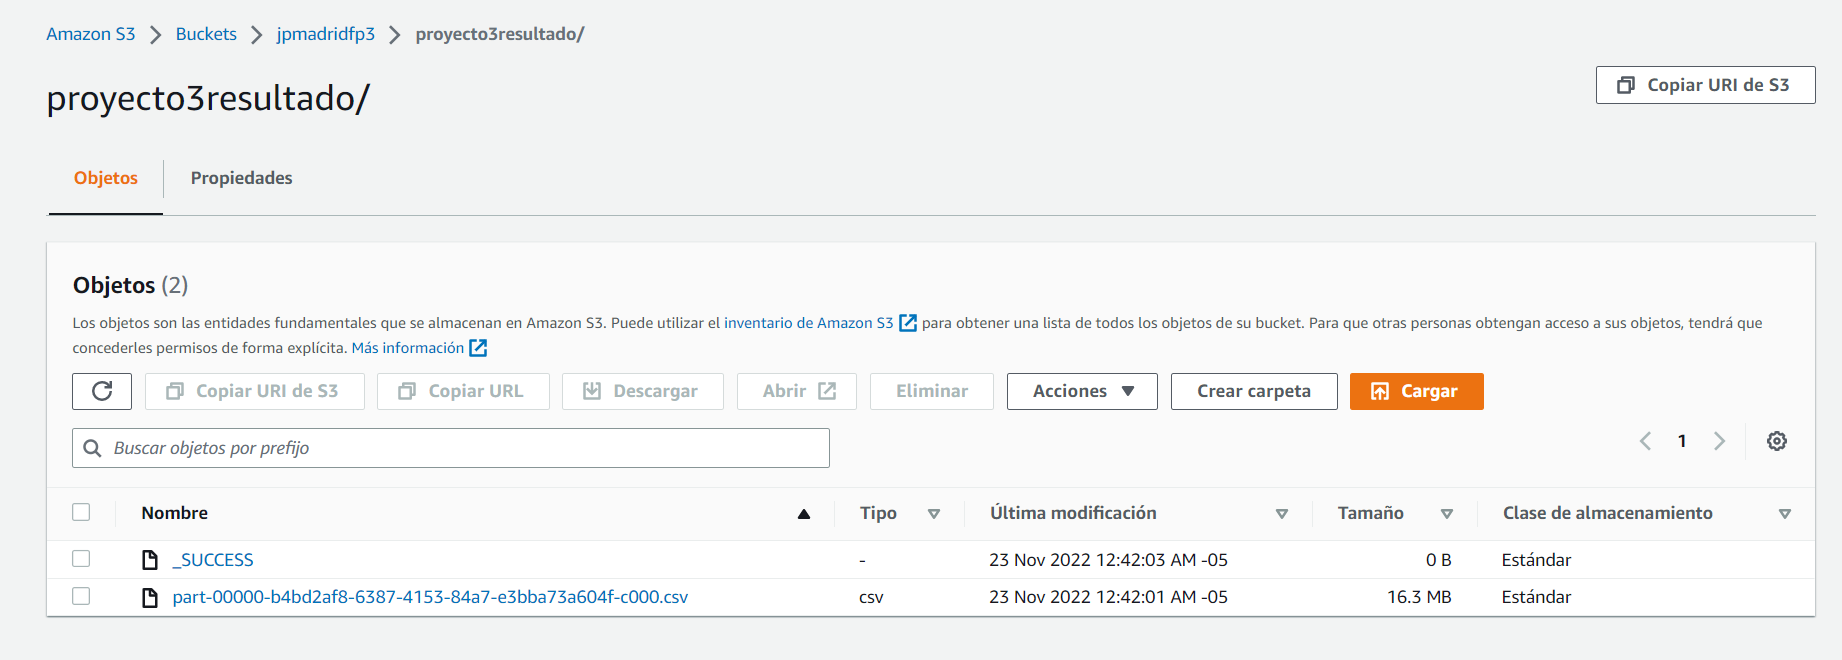 Amazon S3 > Buckets > jpmadridfp3 > proyecto3resultado/
proyecto3resultado/
Copiar URI de S3
Objetos
Propiedades
Objetos (2)
Los objetos son las entidades fundamentales que se almacenan en Amazon S3. Puede utilizar el inventario de Amazon S3 para obtener una lista de todos los objetos de su bucket. Para que otras personas obtengan acceso a sus objetos, tendrá que
concederles permisos de forma explícita. Más información
Copiar URI de S3 Copiar URL Descargar Abrir Eliminar Acciones Crear carpeta Cargar
Buscar objetos por prefijo
1
Nombre Tipo Última modificación Tamaño Clase de almacenamiento
_SUCCESS - 23 Nov 2022 12:42:03 AM -05 0 B Estándar
part-00000-b4bd2af8-6387-4153-84a7-e3bba73a604f-c000.csv csv 23 Nov 2022 12:42:01 AM -05 16.3 MB Estándar